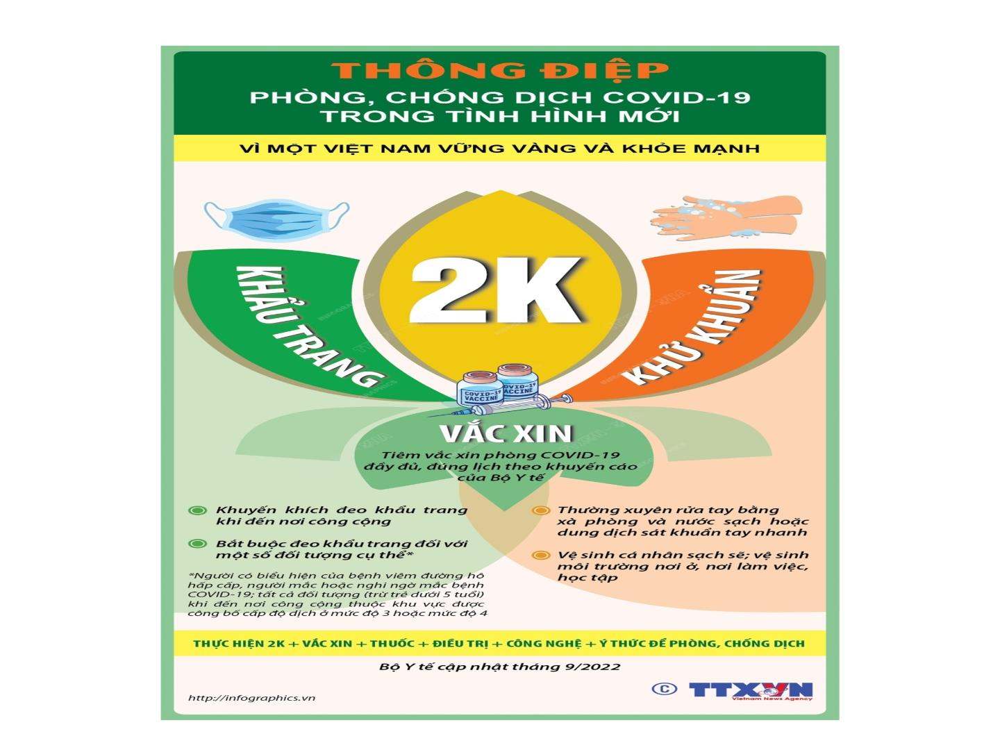 THÔNG ĐIỆP
PHÒNG, CHỐNG DỊCH COVID-19
TRONG TÌNH HÌNH MỚI
VÌ MỘT VIỆT NAM VỮNG VÀNG VÀ KHỎE MẠNH
2K
KHẨU TRANG
KHỬ KHUẨN
COVID-19
VACCINE
COVID-19
VACCINE
VẮC XIN
Tiêm vắc xin phòng COVID-19
đầy đủ, đúng lịch theo khuyến cáo
của Bộ Y tế
Khuyến khích đeo khẩu trang
khi đến nơi công cộng
Bắt buộc đeo khẩu trang đối với
một số đối tượng cụ thể*
*Người có biểu hiện của bệnh viêm đường hô
hấp cấp, người mắc hoặc nghi ngờ mắc bệnh
COVID-19; tất cả đối tượng (trừ trẻ dưới 5 tuổi)
khi đến nơi công cộng thuộc khu vực được
công bố cấp độ dịch ở mức độ 3 hoặc mức độ 4
Thường xuyên rửa tay bằng
xà phòng và nước sạch hoặc
dung dịch sát khuẩn tay nhanh
Vệ sinh cá nhân sạch sẽ; vệ sinh
môi trường nơi ở, nơi làm việc,
học tập
THỰC HIỆN 2K + VẮC XIN + THUỐC + ĐIỀU TRỊ + CÔNG NGHỆ + Ý THỨC ĐỂ PHÒNG, CHỐNG DỊCH
Bộ Y tế cập nhật tháng 9/2022
http://infographics.vn
© TTXVN
Vietnam News Agency